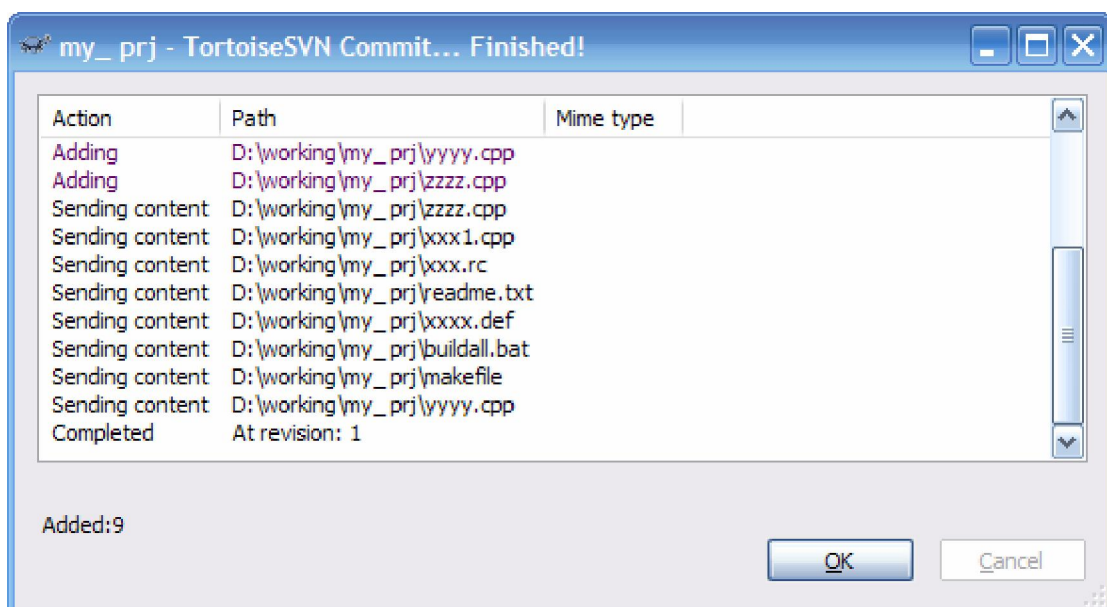 my_ prj - TortoiseSVN Commit... Finished!
Action Path Mime type
Adding D:\working\my_ prj\yyyy.cpp
Adding D:\working\my_ prj\zzzz.cpp
Sending content D:\working\my_ prj\zzzz.cpp
Sending content D:\working\my_ prj\xxx1.cpp
Sending content D:\working\my_ prj\xxx.rc
Sending content D:\working\my_ prj\readme.txt
Sending content D:\working\my_ prj\xxxx.def
Sending content D:\working\my_ prj\buildall.bat
Sending content D:\working\my_ prj\makefile
Sending content D:\working\my_ prj\yyyy.cpp
Completed At revision: 1
Added:9
OK Cancel